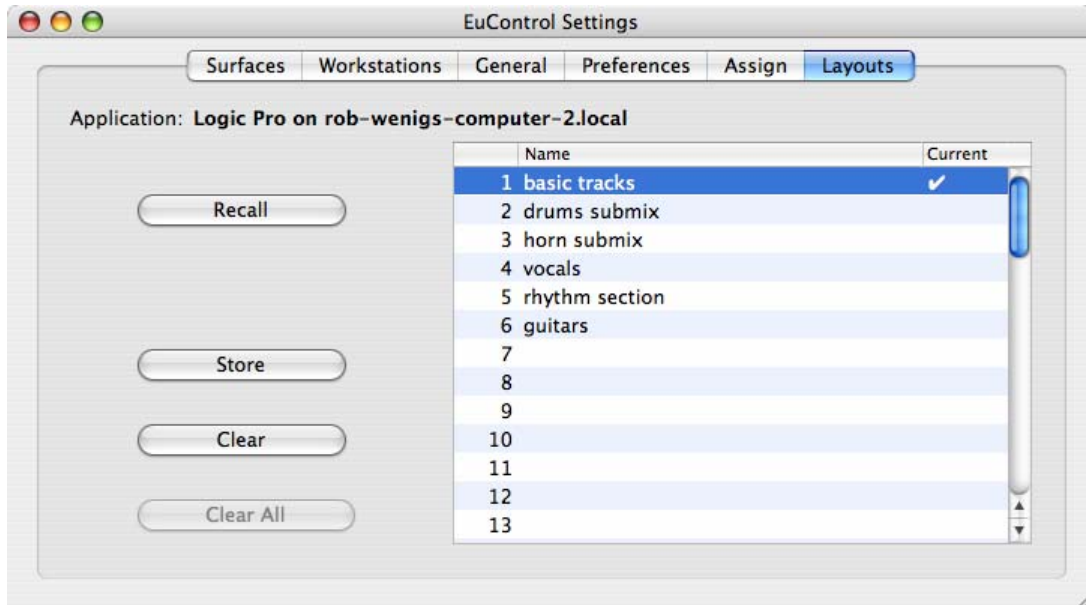 EuControl Settings
Surfaces Workstations General Preferences Assign Layouts
Application: Logic Pro on rob-wenigs-computer-2.local
Name Current
1 basic tracks ✔
Recall
2 drums submix
3 horn submix
4 vocals
5 rhythm section
6 guitars
7
Store
8
9
Clear
10
11
12
Clear All
13